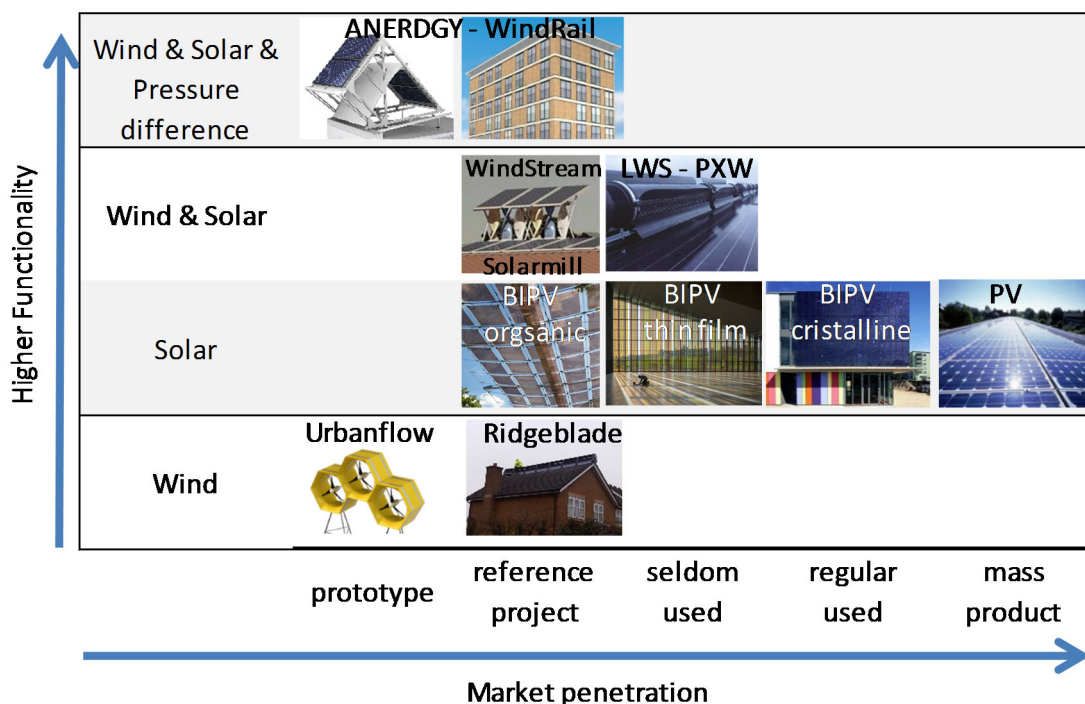 ANERDGY - WindRail
Wind & Solar &
Pressure
difference
WindStream
LWS - PXW
Wind & Solar
Solarmill
BIPV
orgsanic
BIPV
thin film
BIPV
cristalline
PV
Solar
Urbanflow
Ridgeblade
Wind
Higher Functionality
prototype
reference
project
seldom
used
regular
used
mass
product
Market penetration